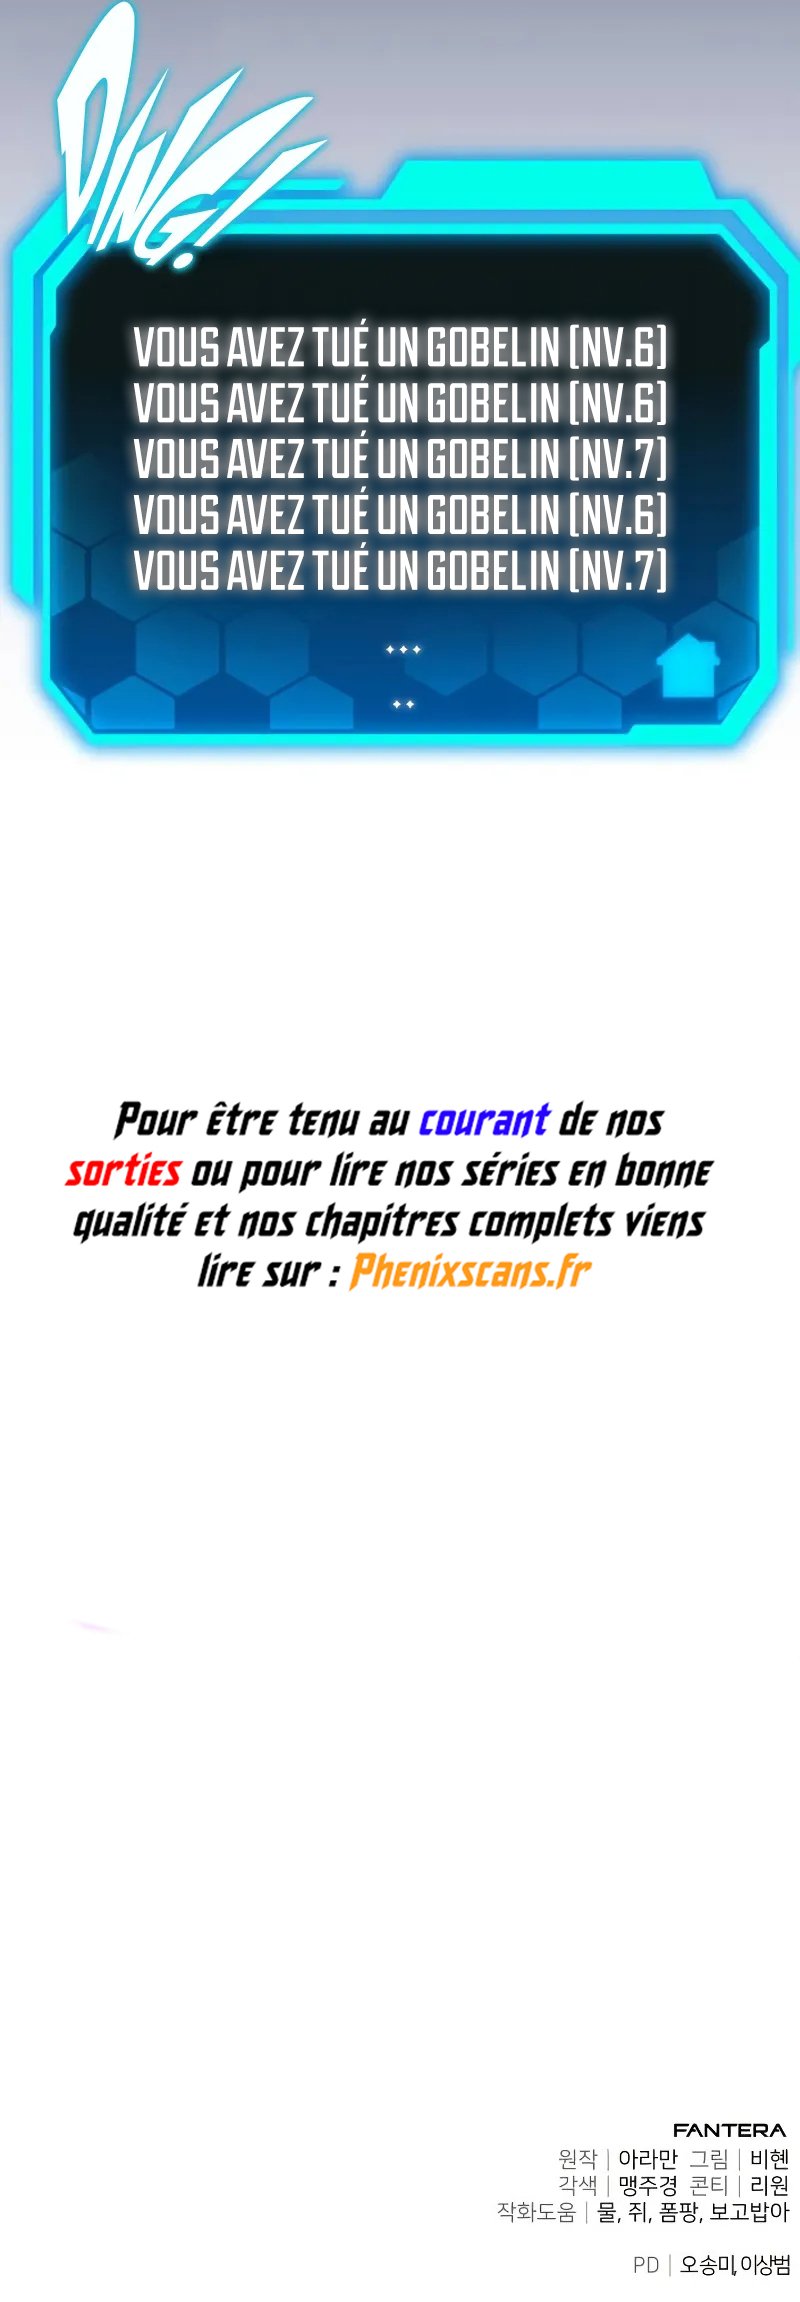 DING!
VOUS AVEZ TUÉ UN GOBELIN [NV.6]
VOUS AVEZ TUÉ UN GOBELIN [NV.6]
VOUS AVEZ TUÉ UN GOBELIN [NV.7]
VOUS AVEZ TUÉ UN GOBELIN [NV.6]
VOUS AVEZ TUÉ UN GOBELIN [NV.7]
...
..
Pour être tenu au courant de nos
sorties ou pour lire nos séries en bonne
qualité et nos chapitres complets viens
lire sur : Phenixscans.fr
FANTERA
원작 | 아라만 그림 | 비헨
각색 | 맹주경 콘티 | 리원
작화도움 | 물, 쥐, 폼팡, 보고밥아
PD | 오송미, 이상범